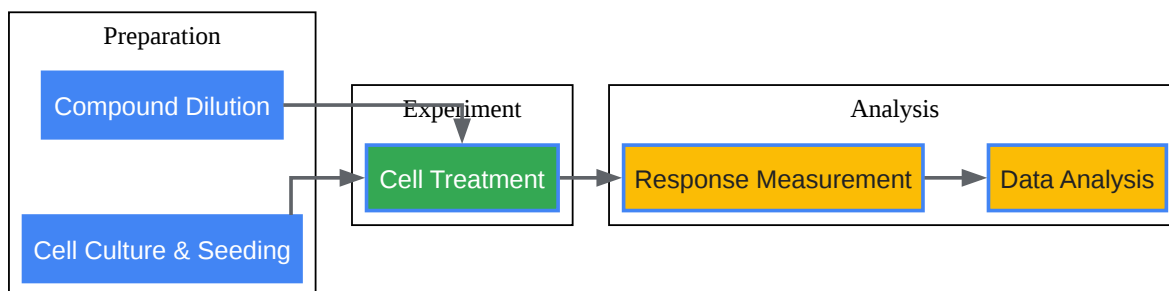 Preparation
Compound Dilution
Cell Culture & Seeding
Experiment
Cell Treatment
Analysis
Response Measurement
Data Analysis